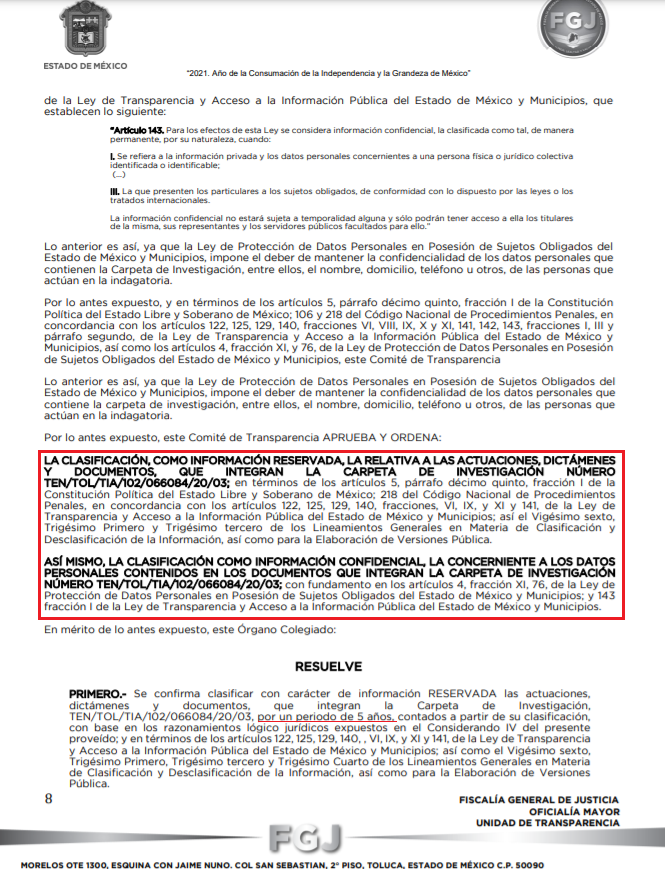 FGJ
ESTADO DE MÉXICO
"2021. Año de la Consumación de la Independencia y la Grandeza de México"
de la Ley de Transparencia y Acceso a la Información Pública del Estado de México y Municipios, que
establecen lo siguiente:
"Artículo 143. Para los efectos de esta Ley se considera información confidencial, la clasificada como tal, de manera
permanente, por su naturaleza, cuando:
I. Se refiera a la información privada y los datos personales concernientes a una persona física o jurídico colectiva
identificada o identificable;
(...)
III. La que presenten los particulares a los sujetos obligados, de conformidad con lo dispuesto por las leyes o los
tratados internacionales.
La información confidencial no estará sujeta a temporalidad alguna y sólo podrán tener acceso a ella los titulares
de la misma, sus representantes y los servidores públicos facultados para ello."
Lo anterior es así, ya que la Ley de Protección de Datos Personales en Posesión de Sujetos Obligados del
Estado de México y Municipios, impone el deber de mantener la confidencialidad de los datos personales que
contienen la Carpeta de Investigación, entre ellos, el nombre, domicilio, teléfono u otros, de las personas que
actúan en la indagatoria.
Por lo antes expuesto, y en términos de los artículos 5, párrafo décimo quinto, fracción I de la Constitución
Política del Estado Libre y Soberano de México; 106 y 218 del Código Nacional de Procedimientos Penales, en
concordancia con los artículos 122, 125, 129, 140, fracciones VI, VIII, IX, X y XI, 141, 142, 143, fracciones I, III y
párrafo segundo, de la Ley de Transparencia y Acceso a la Información Pública del Estado de México y
Municipios, así como los artículos 4, fracción XI, y 76, de la Ley de Protección de Datos Personales en Posesión
de Sujetos Obligados del Estado de México y Municipios, este Comité de Transparencia
Lo anterior es así, ya que la Ley de Protección de Datos Personales en Posesión de Sujetos Obligados del
Estado de México y Municipios, impone el deber de mantener la confidencialidad de los datos personales que
contiene la carpeta de investigación, entre ellos, el nombre, domicilio, teléfono u otros, de las personas que
actúan en la indagatoria.
Por lo antes expuesto, este Comité de Transparencia APRUEBA Y ORDENA:
LA CLASIFICACIÓN, COMO INFORMACIÓN RESERVADA, LA RELATIVA A LAS ACTUACIONES, DICTÁMENES
Y DOCUMENTOS, QUE INTEGRAN LA CARPETA DE INVESTIGACIÓN NÚMERO
TEN/TOL/TIA/102/066084/20/03; en términos de los artículos 5, párrafo décimo quinto, fracción I de la
Constitución Política del Estado Libre y Soberano de México; 218 del Código Nacional de Procedimientos
Penales, en concordancia con los artículos 122, 125, 129, 140, fracciones, VI, IX, y XI y 141, de la Ley de
Transparencia y Acceso a la Información Pública del Estado de México y Municipios; así el Vigésimo sexto,
Trigésimo Primero y Trigésimo tercero de los Lineamientos Generales en Materia de Clasificación y
Desclasificación de la Información, así como para la Elaboración de Versiones Pública.
ASÍ MISMO, LA CLASIFICACIÓN COMO INFORMACIÓN CONFIDENCIAL, LA CONCERNIENTE A LOS DATOS
PERSONALES CONTENIDOS EN LOS DOCUMENTOS QUE INTEGRAN LA CARPETA DE INVESTIGACIÓN
NÚMERO TEN/TOL/TIA/102/066084/20/03; con fundamento en los artículos 4, fracción XI, 76, de la Ley de
Protección de Datos Personales en Posesión de Sujetos Obligados del Estado de México y Municipios; y 143
fracción I de la Ley de Transparencia y Acceso a la Información Pública del Estado de México y Municipios.
En mérito de lo antes expuesto, este Órgano Colegiado:
RESUELVE
PRIMERO.- Se confirma clasificar con carácter de información RESERVADA las actuaciones,
dictámenes y documentos, que integran la Carpeta de Investigación,
TEN/TOL/TIA/102/066084/20/03, por un periodo de 5 años, contados a partir de su clasificación,
con base en los razonamientos lógico jurídicos expuestos en el Considerando IV del presente
proveído; y en términos de los artículos 122, 125, 129, 140, , VI, IX, y XI y 141, de la Ley de Transparencia
y Acceso a la Información Pública del Estado de México y Municipios; así como el Vigésimo sexto,
Trigésimo Primero, Trigésimo tercero y Trigésimo Cuarto de los Lineamientos Generales en Materia
de Clasificación y Desclasificación de la Información, así como para la Elaboración de Versiones
Pública.
8
FISCALÍA GENERAL DE JUSTICIA
OFICIALÍA MAYOR
UNIDAD DE TRANSPARENCIA
FGJ
MORELOS OTE 1300, ESQUINA CON JAIME NUNO. COL SAN SEBASTIAN, 2° PISO, TOLUCA, ESTADO DE MÉXICO C.P. 50090